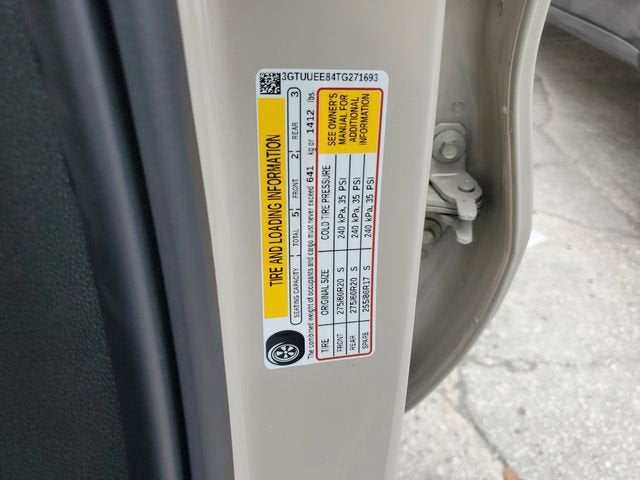 3GTUUEE84TG271693
TIRE AND LOADING INFORMATION
SEATING CAPACITY TOTAL 5 FRONT 2 REAR 3
The combined weight of occupants and cargo must never exceed 641 kg or 1412 lbs.
TIRE ORIGINAL SIZE COLD TIRE PRESSURE
FRONT 275/60R20 S 240 kPa, 35 PSI
REAR 275/60R20 S 240 kPa, 35 PSI
SPARE 255/80R17 S 240 kPa, 35 PSI
SEE OWNER'S
MANUAL FOR
ADDITIONAL
INFORMATION